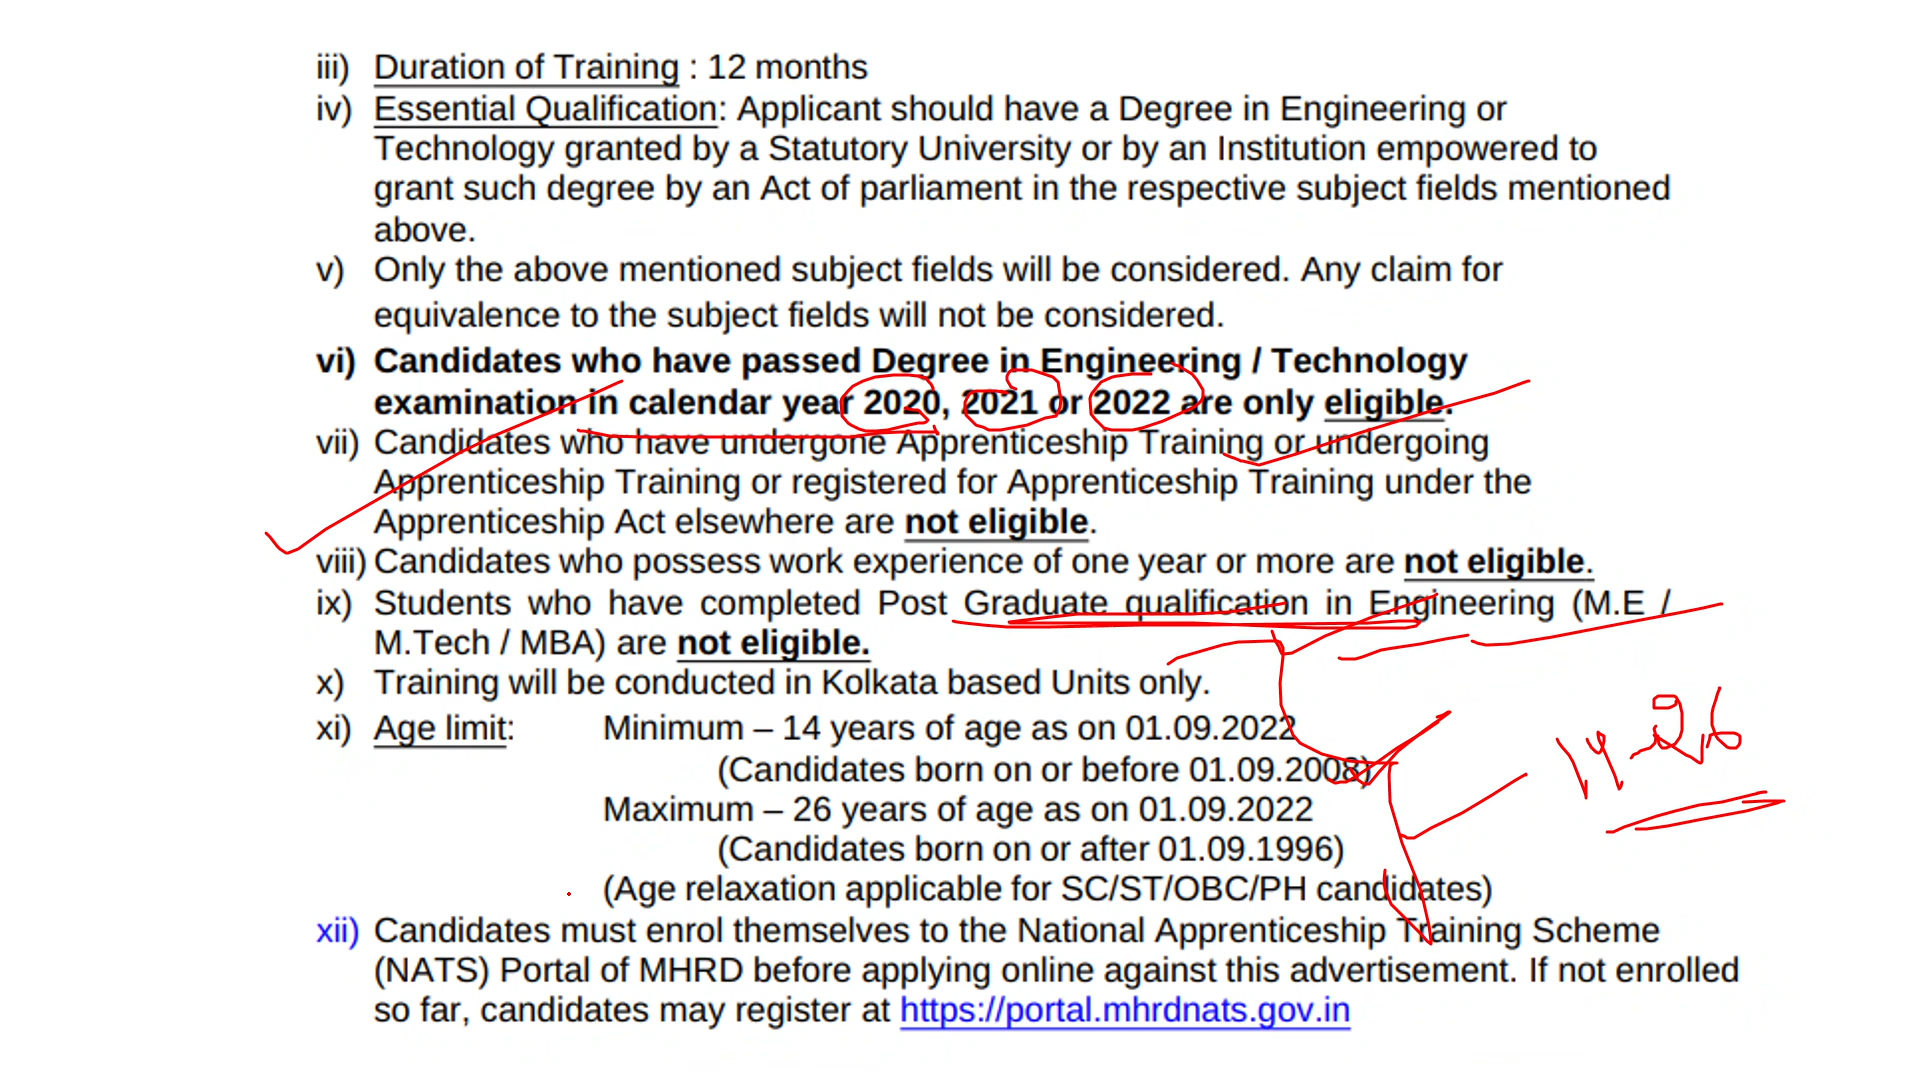 iii) Duration of Training : 12 months
iv) Essential Qualification: Applicant should have a Degree in Engineering or
Technology granted by a Statutory University or by an Institution empowered to
grant such degree by an Act of parliament in the respective subject fields mentioned
above.
v) Only the above mentioned subject fields will be considered. Any claim for
equivalence to the subject fields will not be considered.
vi) Candidates who have passed Degree in Engineering / Technology
examination in calendar year 2020, 2021 or 2022 are only eligible.
vii) Candidates who have undergone Apprenticeship Training or undergoing
Apprenticeship Training or registered for Apprenticeship Training under the
Apprenticeship Act elsewhere are not eligible.
viii) Candidates who possess work experience of one year or more are not eligible.
ix) Students who have completed Post Graduate qualification in Engineering (M.E /
M.Tech / MBA) are not eligible.
x) Training will be conducted in Kolkata based Units only.
xi) Age limit: Minimum – 14 years of age as on 01.09.2022
(Candidates born on or before 01.09.2008)
14-26
Maximum – 26 years of age as on 01.09.2022
(Candidates born on or after 01.09.1996)
(Age relaxation applicable for SC/ST/OBC/PH candidates)
xii) Candidates must enrol themselves to the National Apprenticeship Training Scheme
(NATS) Portal of MHRD before applying online against this advertisement. If not enrolled
so far, candidates may register at https://portal.mhrdnats.gov.in